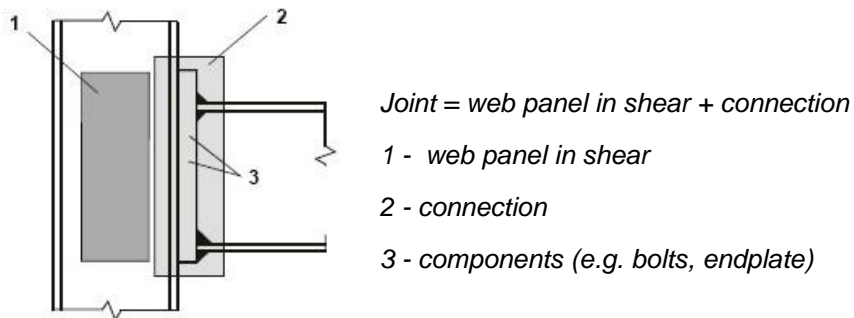 1
2
3
Joint = web panel in shear + connection
1 - web panel in shear
2 - connection
3 - components (e.g. bolts, endplate)